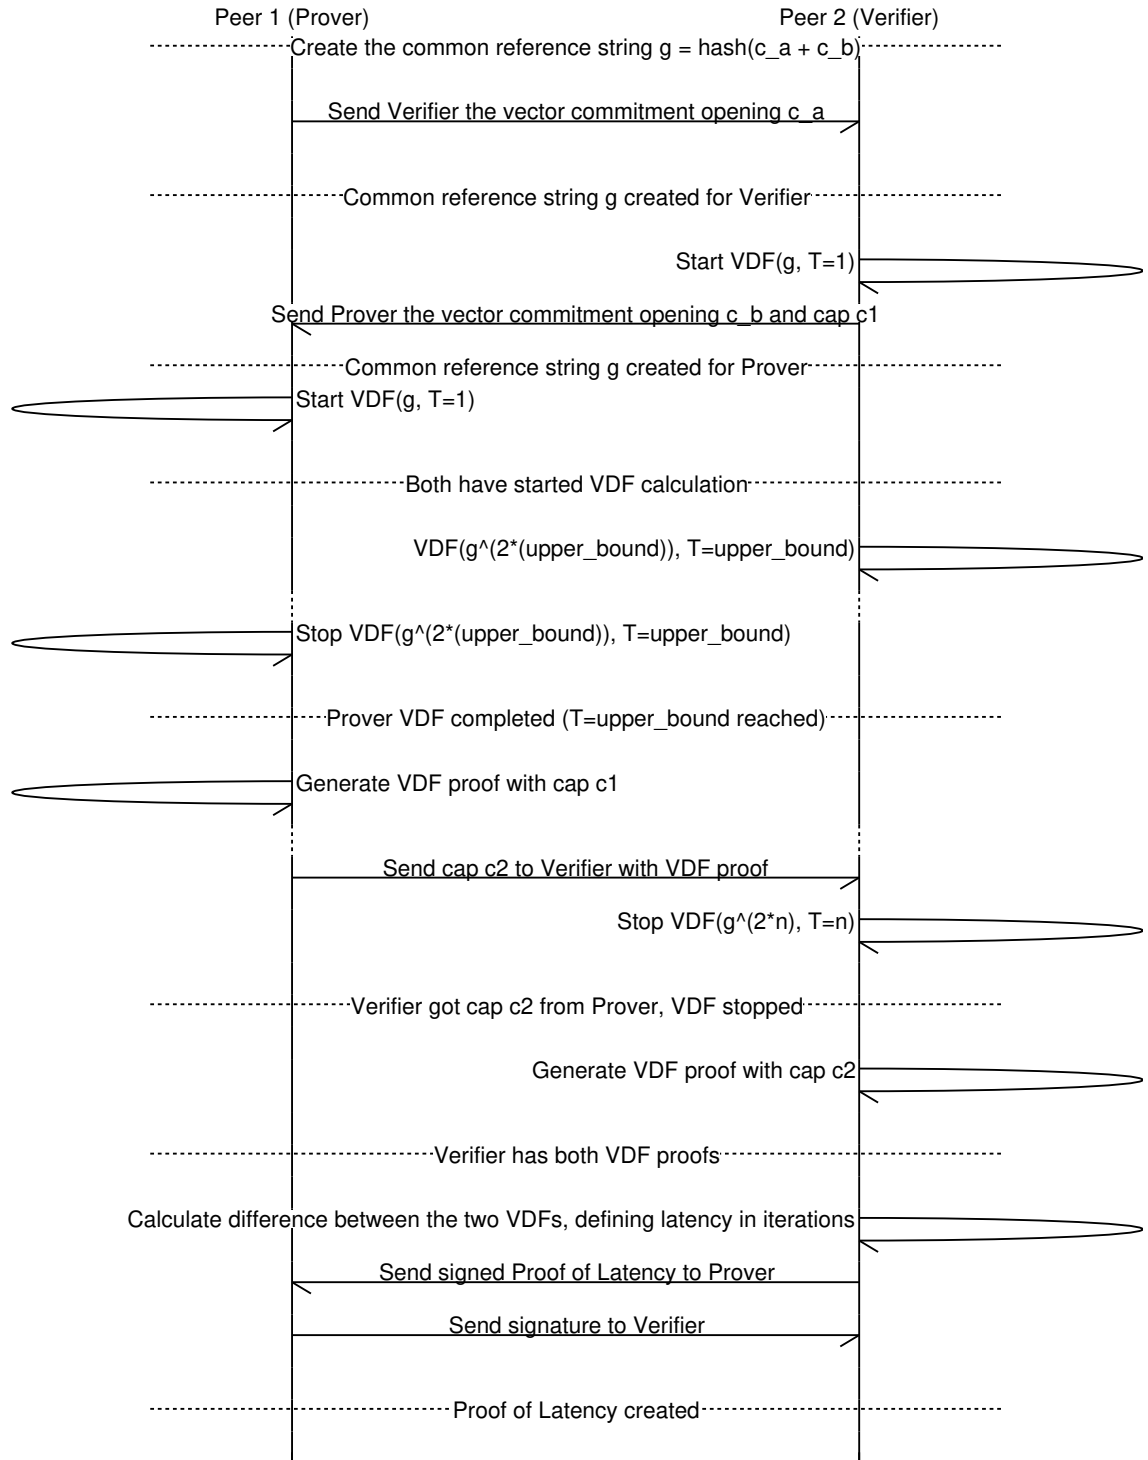 Peer 1 (Prover)
Peer 2 (Verifier)
Create the common reference string g = hash(c_a + c_b)
Send Verifier the vector commitment opening c_a
Common reference string g created for Verifier
Start VDF(g, T=1)
Send Prover the vector commitment opening c_b and cap c1
Common reference string g created for Prover
Start VDF(g, T=1)
Both have started VDF calculation
VDF(g^(2*(upper_bound)), T=upper_bound)
Stop VDF(g^(2*(upper_bound)), T=upper_bound)
Prover VDF completed (T=upper_bound reached)
Generate VDF proof with cap c1
Send cap c2 to Verifier with VDF proof
Stop VDF(g^(2*n), T=n)
Verifier got cap c2 from Prover, VDF stopped
Generate VDF proof with cap c2
Verifier has both VDF proofs
Calculate difference between the two VDFs, defining latency in iterations
Send signed Proof of Latency to Prover
Send signature to Verifier
Proof of Latency created